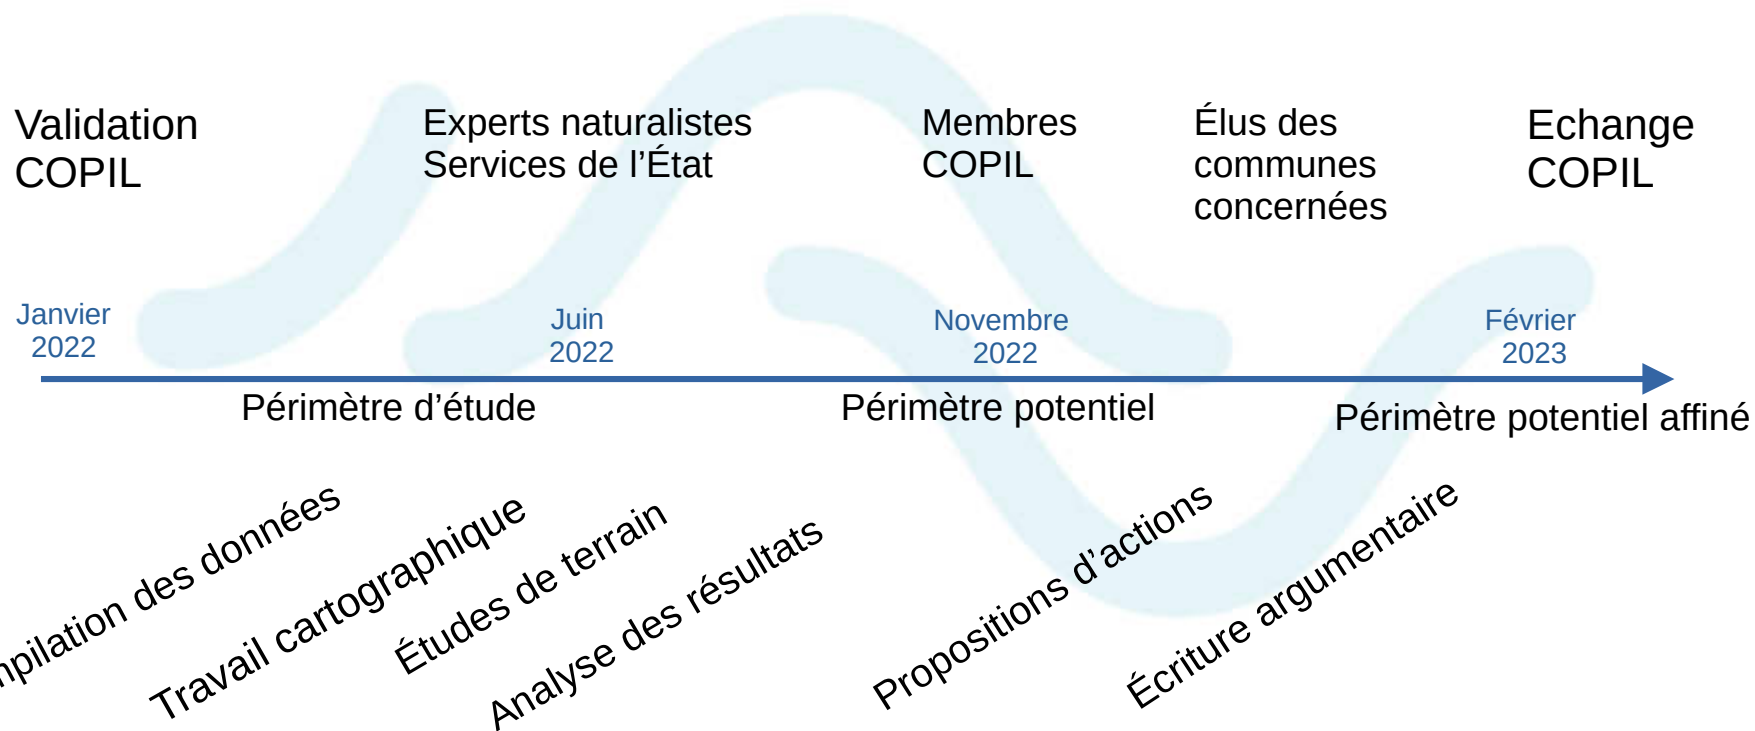 Validation
COPIL
Experts naturalistes
Services de l’État
Membres
COPIL
Élus des
communes
concernées
Echange
COPIL
Janvier
2022
Juin
2022
Novembre
2022
Février
2023
Périmètre d’étude
Périmètre potentiel
Périmètre potentiel affiné
des données
Travail cartographique
Études de terrain
Analyse des résultats
Propositions d’actions
Écriture argumentaire